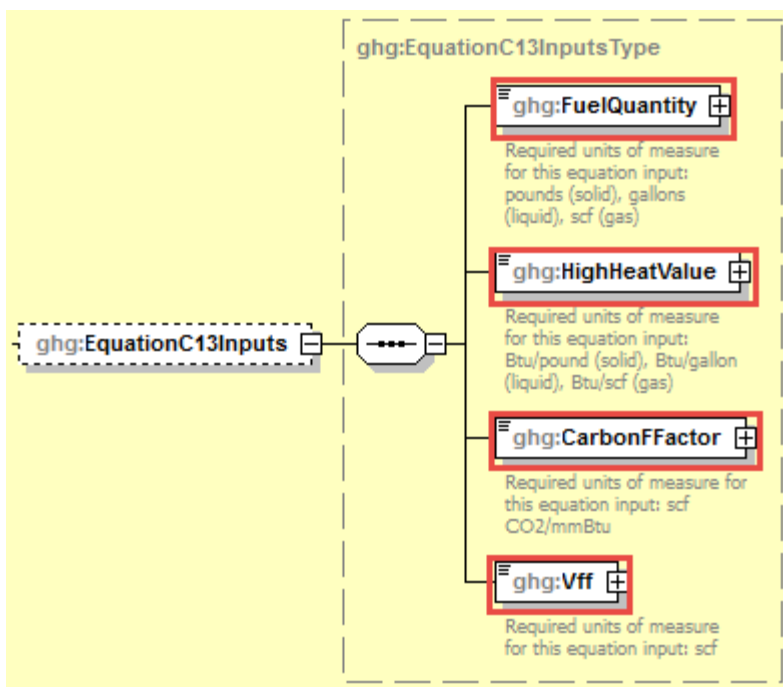 ghg:EquationC13InputsType
ghg:FuelQuantity
Required units of measure
for this equation input:
pounds (solid), gallons
(liquid), scf (gas)
ghg:HighHeatValue
Required units of measure
for this equation input:
Btu/pound (solid), Btu/gallon
(liquid), Btu/scf (gas)
ghg:EquationC13Inputs
ghg:CarbonFFactor
Required units of measure for
this equation input: scf
CO2/mmBtu
ghg:Vff
Required units of measure
for this equation input: scf